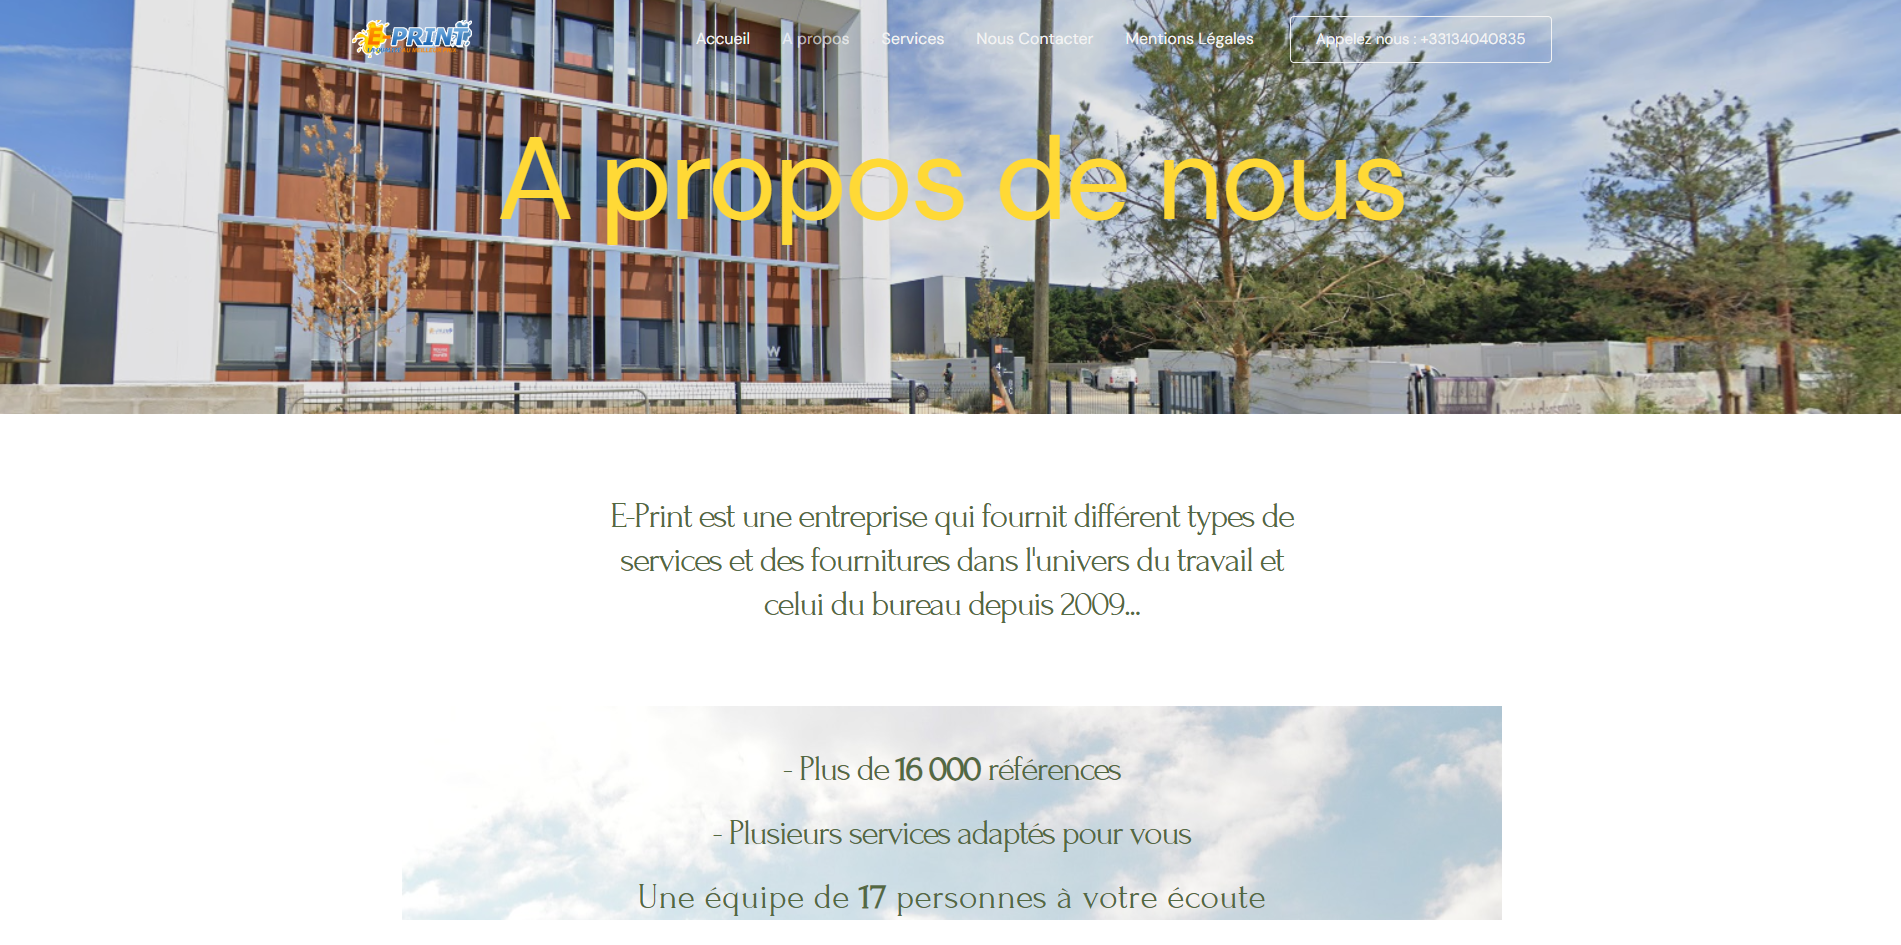 E-PRINT
Accueil
A propos
Services
Nous Contacter
Mentions Légales
Appelez nous : +33134040835
A propos de nous
E-Print est une entreprise qui fournit différent types de
services et des fournitures dans l'univers du travail et
celui du bureau depuis 2009...
- Plus de 16 000 références
- Plusieurs services adaptés pour vous
Une équipe de 17 personnes à votre écoute